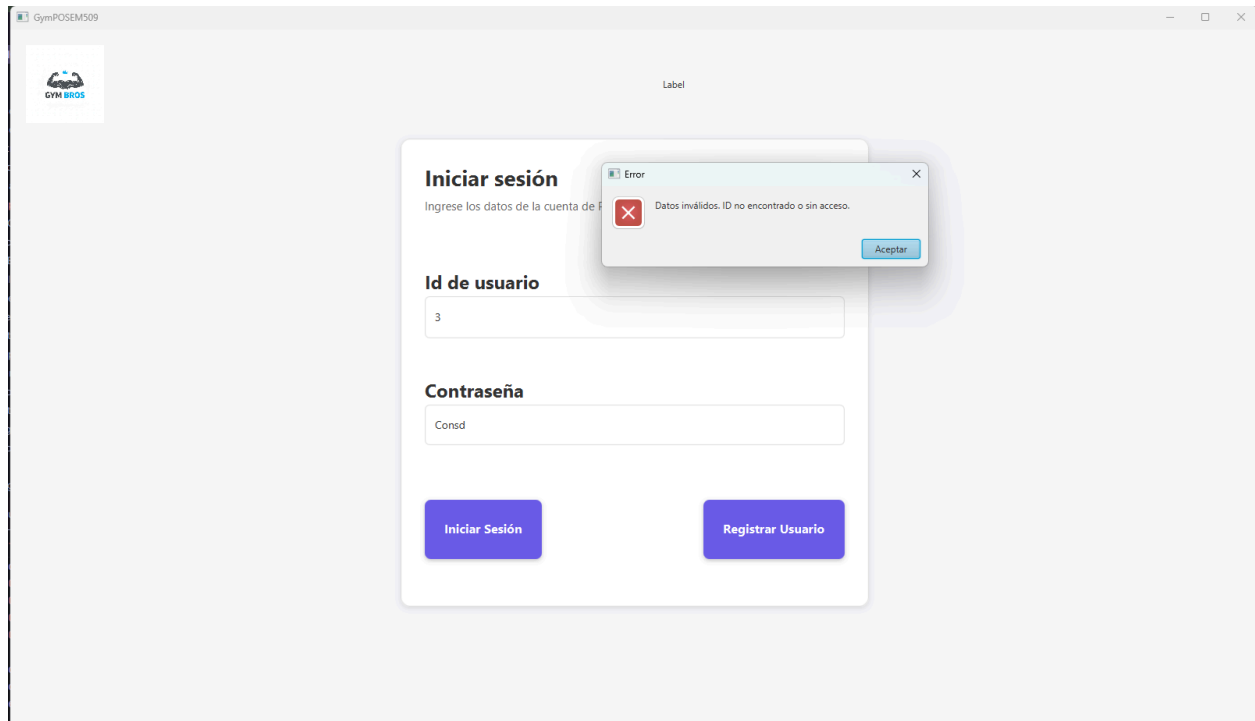 GymPOSEM509
GYM BROS
Label
Iniciar sesión
Ingrese los datos de la cuenta de
Error
Datos inválidos. ID no encontrado o sin acceso.
Aceptar
Id de usuario
3
Contraseña
Consd
Iniciar Sesión
Registrar Usuario